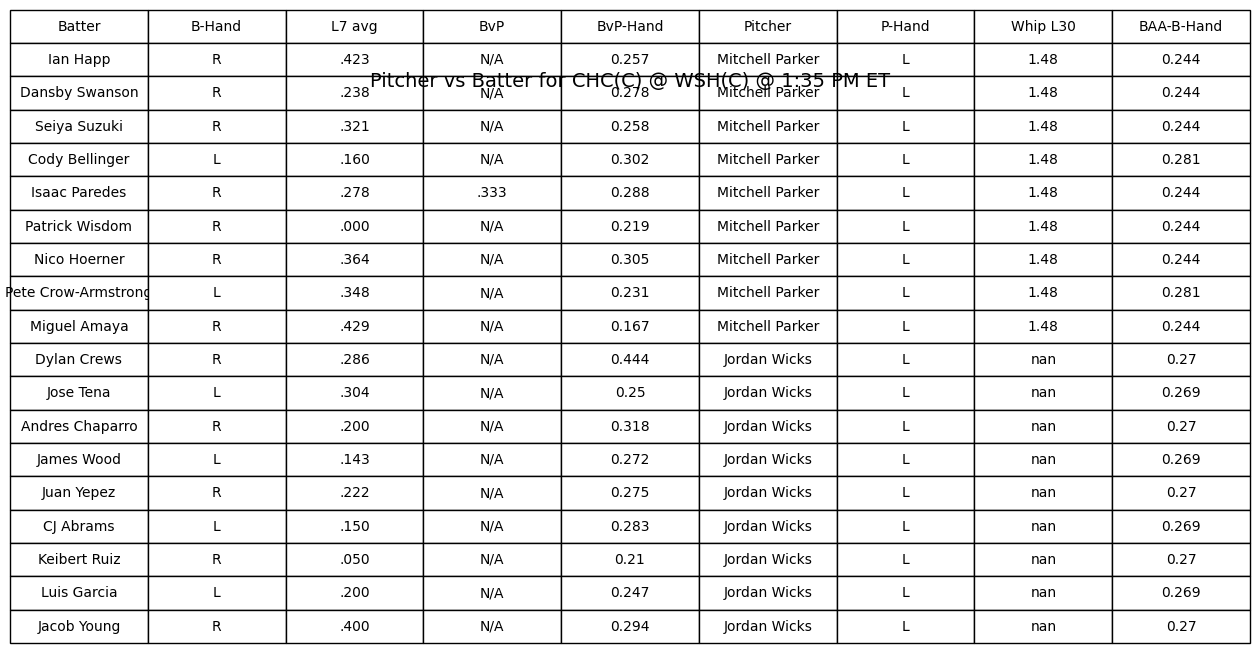 Batter B-Hand L7 avg BvP BvP-Hand Pitcher P-Hand Whip L30 BAA-B-Hand
Ian Happ R .423 N/A 0.257 Mitchell Parker L 1.48 0.244
Pitcher vs Batter for CHC(C) @ WSH(C) @ 1:35 PM ET
Dansby Swanson R .238 N/A 0.278 Mitchell Parker L 1.48 0.244
Seiya Suzuki R .321 N/A 0.258 Mitchell Parker L 1.48 0.244
Cody Bellinger L .160 N/A 0.302 Mitchell Parker L 1.48 0.281
Isaac Paredes R .278 .333 0.288 Mitchell Parker L 1.48 0.244
Patrick Wisdom R .000 N/A 0.219 Mitchell Parker L 1.48 0.244
Nico Hoerner R .364 N/A 0.305 Mitchell Parker L 1.48 0.244
Pete Crow-Armstrong L .348 N/A 0.231 Mitchell Parker L 1.48 0.281
Miguel Amaya R .429 N/A 0.167 Mitchell Parker L 1.48 0.244
Dylan Crews R .286 N/A 0.444 Jordan Wicks L nan 0.27
Jose Tena L .304 N/A 0.25 Jordan Wicks L nan 0.269
Andres Chaparro R .200 N/A 0.318 Jordan Wicks L nan 0.27
James Wood L .143 N/A 0.272 Jordan Wicks L nan 0.269
Juan Yepez R .222 N/A 0.275 Jordan Wicks L nan 0.27
CJ Abrams L .150 N/A 0.283 Jordan Wicks L nan 0.269
Keibert Ruiz R .050 N/A 0.21 Jordan Wicks L nan 0.27
Luis Garcia L .200 N/A 0.247 Jordan Wicks L nan 0.269
Jacob Young R .400 N/A 0.294 Jordan Wicks L nan 0.27